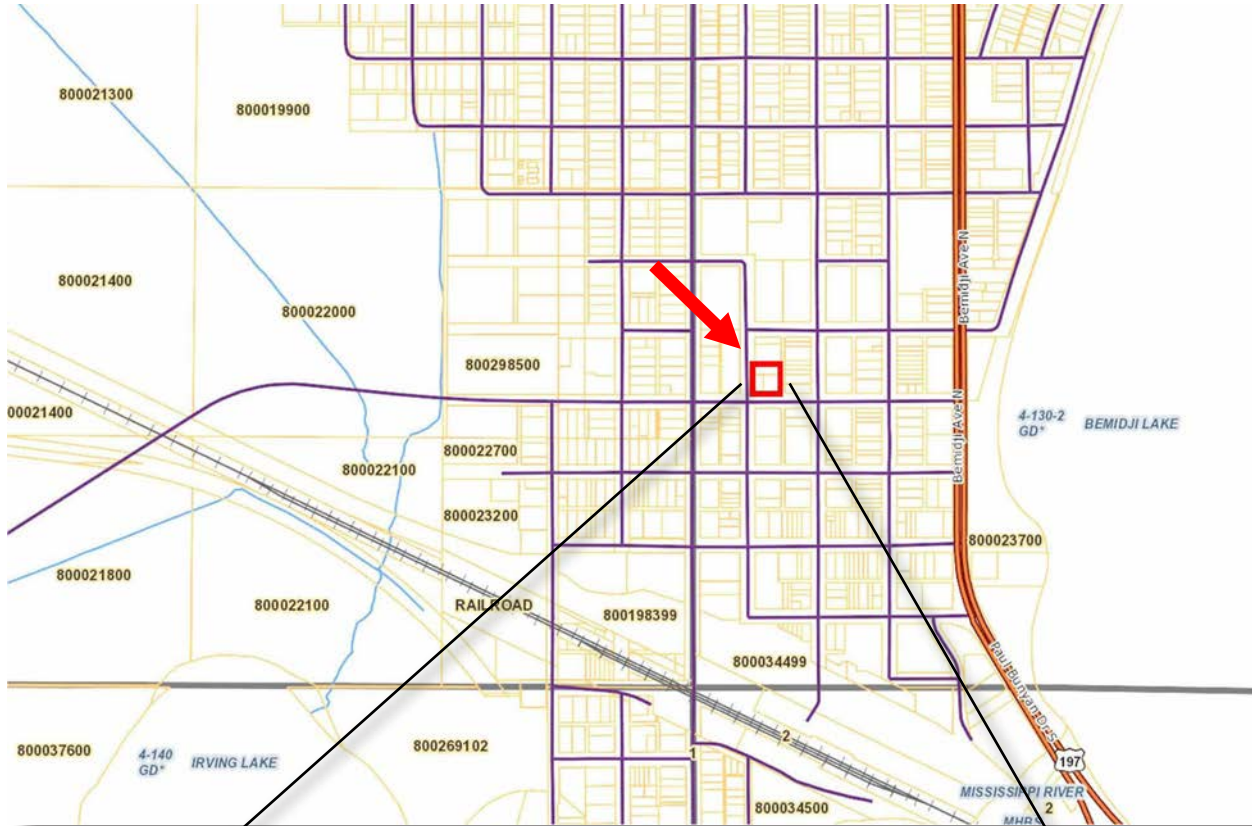 800021300
800019900
Bemidji Ave N
800021400
800022000
800298500
00021400
Bemidji Ave N
4-130-2
GD*
BEMIDJI LAKE
800022700
800022100
800023200
800023700
800021800
800022100
RAILROAD
800198399
800034499
Paul Bunyan Dr S
800037600
4-140
GD*
IRVING LAKE
800269102
1
2
197
MISSISSIPPI RIVER
2
MHRS
800034500